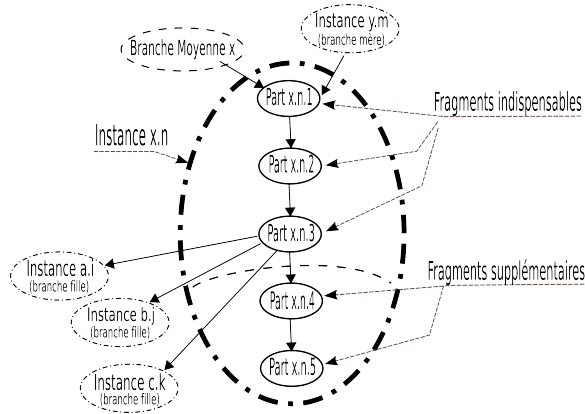 Instance y.m
(branche mère)
Branche Moyenne x
Part x.n.1
Fragments indispensables
Instance x.n
Part x.n.2
Part x.n.3
Instance a.i
(branche fille)
Fragments supplémentaires
Part x.n.4
Instance b.j
(branche fille)
Part x.n.5
Instance c.k
(branche fille)